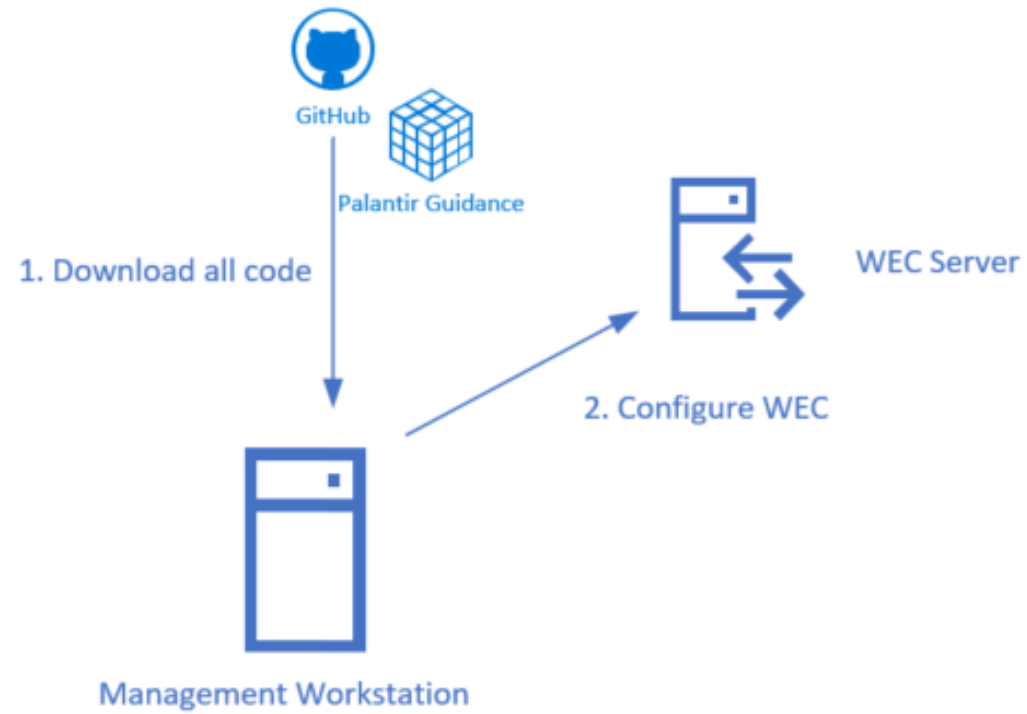 GitHub
Palantir Guidance
1. Download all code
WEC Server
2. Configure WEC
Management Workstation